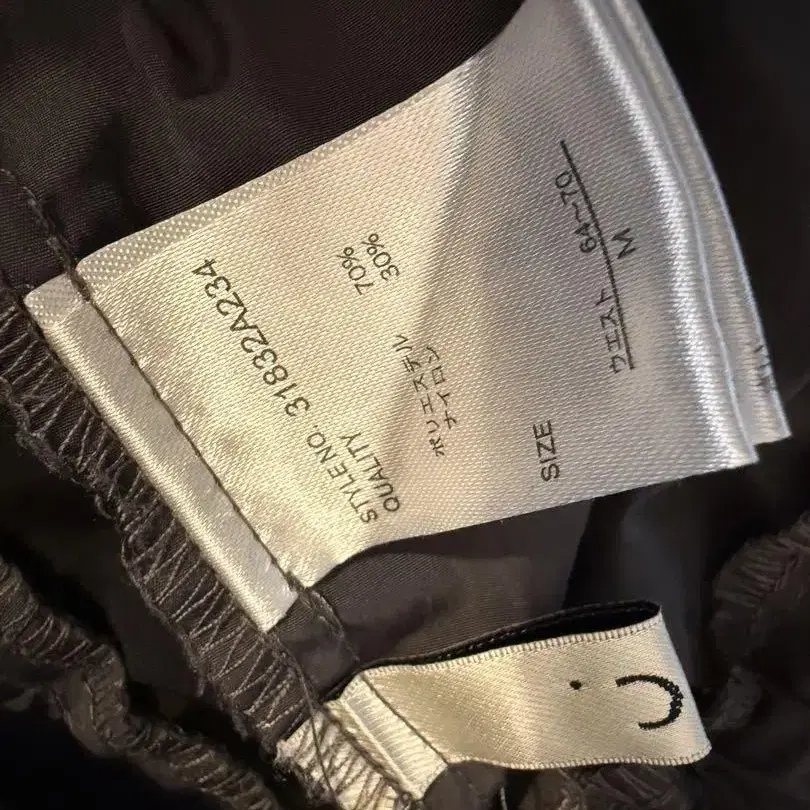 STYLE NO. 31832A234
QUALITY
ポリエステル 70%
ナイロン 30%
SIZE
ウエスト 64~70
M